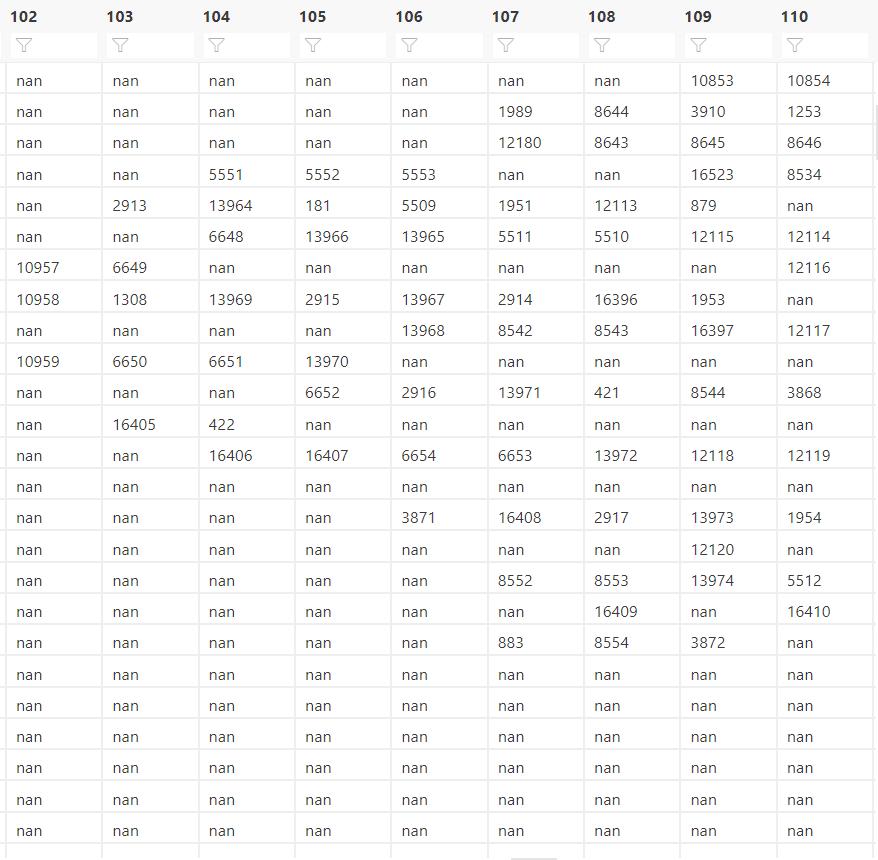 102 103 104 105 106 107 108 109 110
nan nan nan nan nan nan nan 10853 10854
nan nan nan nan nan 1989 8644 3910 1253
nan nan nan nan nan 12180 8643 8645 8646
nan nan 5551 5552 5553 nan nan 16523 8534
nan 2913 13964 181 5509 1951 12113 879 nan
nan nan 6648 13966 13965 5511 5510 12115 12114
10957 6649 nan nan nan nan nan nan 12116
10958 1308 13969 2915 13967 2914 16396 1953 nan
nan nan nan nan 13968 8542 8543 16397 12117
10959 6650 6651 13970 nan nan nan nan nan
nan nan nan 6652 2916 13971 421 8544 3868
nan 16405 422 nan nan nan nan nan nan
nan nan 16406 16407 6654 6653 13972 12118 12119
nan nan nan nan nan nan nan nan nan
nan nan nan nan 3871 16408 2917 13973 1954
nan nan nan nan nan nan nan 12120 nan
nan nan nan nan nan 8552 8553 13974 5512
nan nan nan nan nan nan 16409 nan 16410
nan nan nan nan nan 883 8554 3872 nan
nan nan nan nan nan nan nan nan nan
nan nan nan nan nan nan nan nan nan
nan nan nan nan nan nan nan nan nan
nan nan nan nan nan nan nan nan nan
nan nan nan nan nan nan nan nan nan
nan nan nan nan nan nan nan nan nan